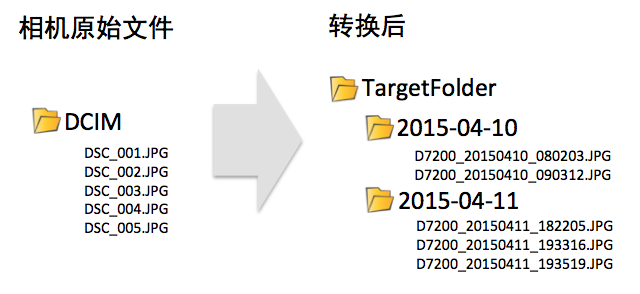 相机原始文件
DCIM
DSC_001.JPG
DSC_002.JPG
DSC_003.JPG
DSC_004.JPG
DSC_005.JPG
转换后
TargetFolder
2015-04-10
D7200_20150410_080203.JPG
D7200_20150410_090312.JPG
2015-04-11
D7200_20150411_182205.JPG
D7200_20150411_193316.JPG
D7200_20150411_193519.JPG